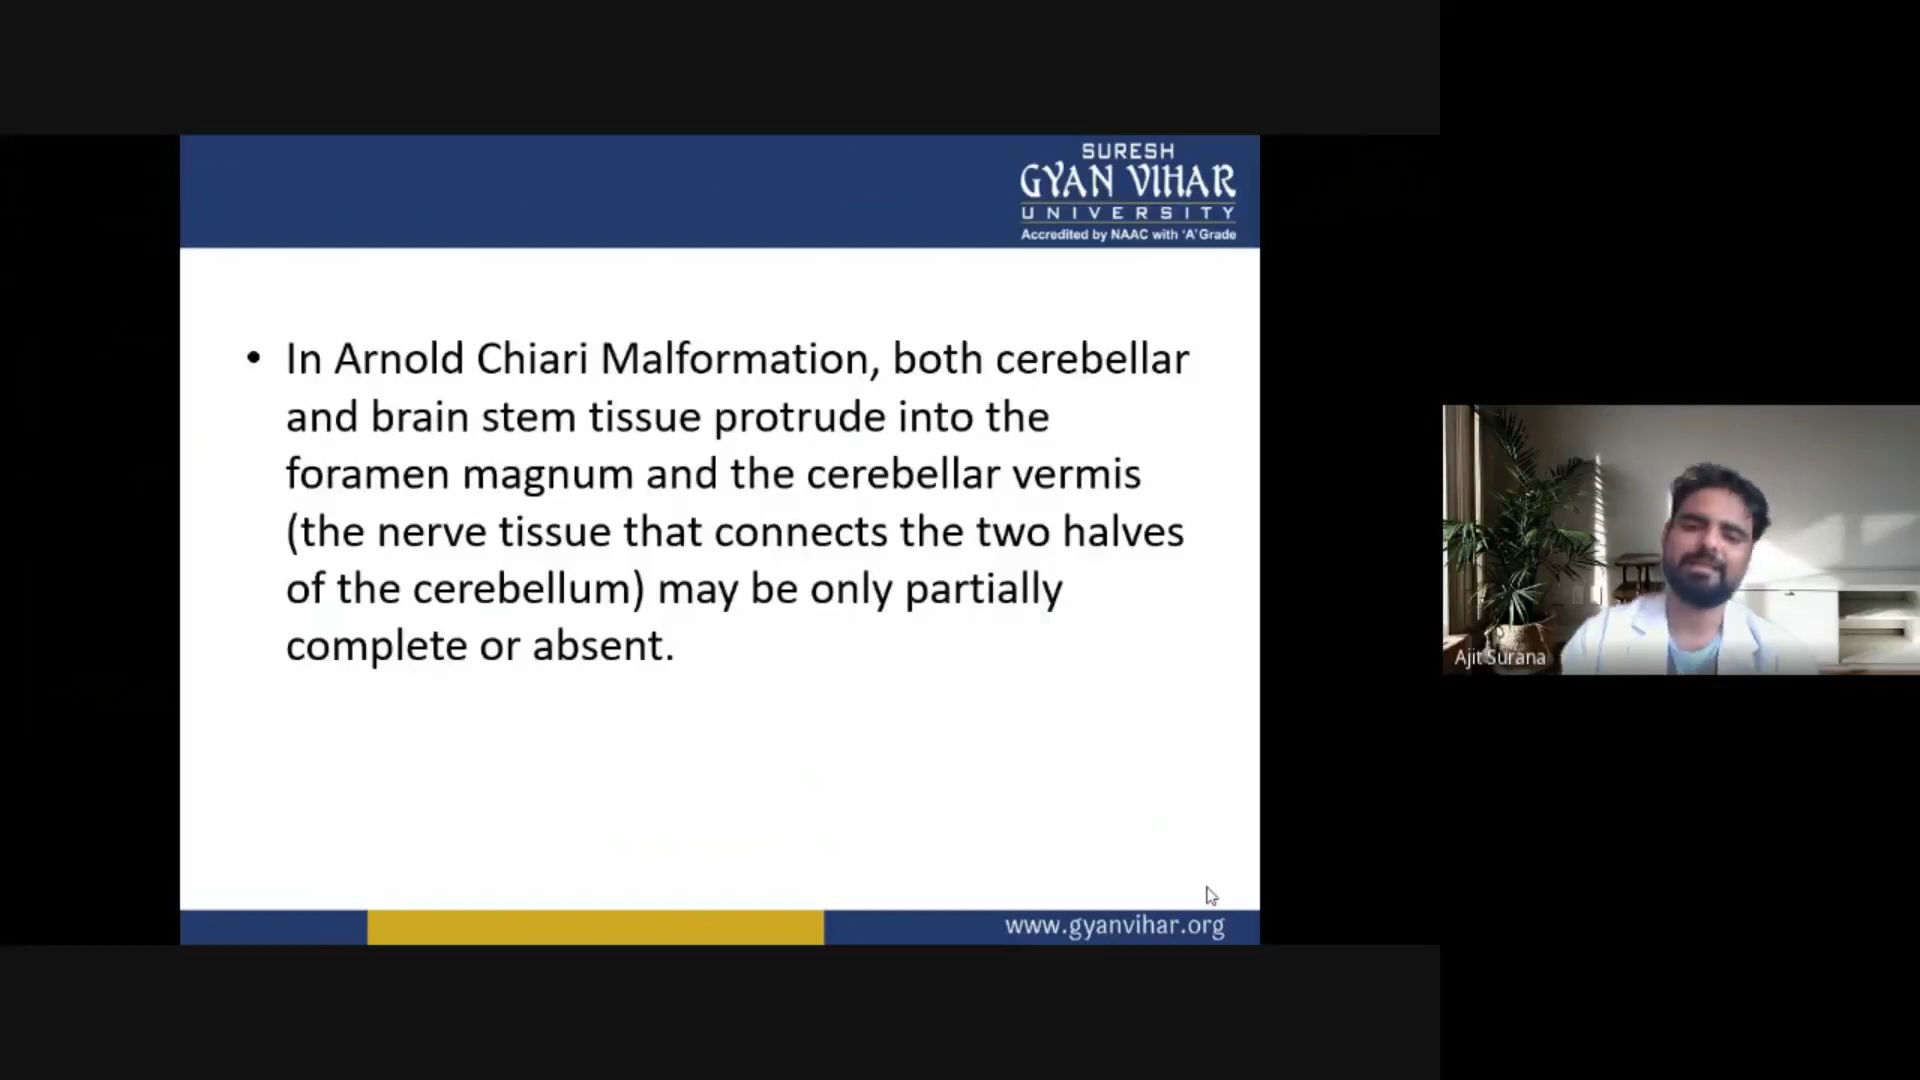 SURESH
GYAN VIHAR
UNIVERSITY
Accredited by NAAC with ‘A’ Grade
• In Arnold Chiari Malformation, both cerebellar
and brain stem tissue protrude into the
foramen magnum and the cerebellar vermis
(the nerve tissue that connects the two halves
of the cerebellum) may be only partially
complete or absent.
www.gyanvihar.org
Ajit Surana